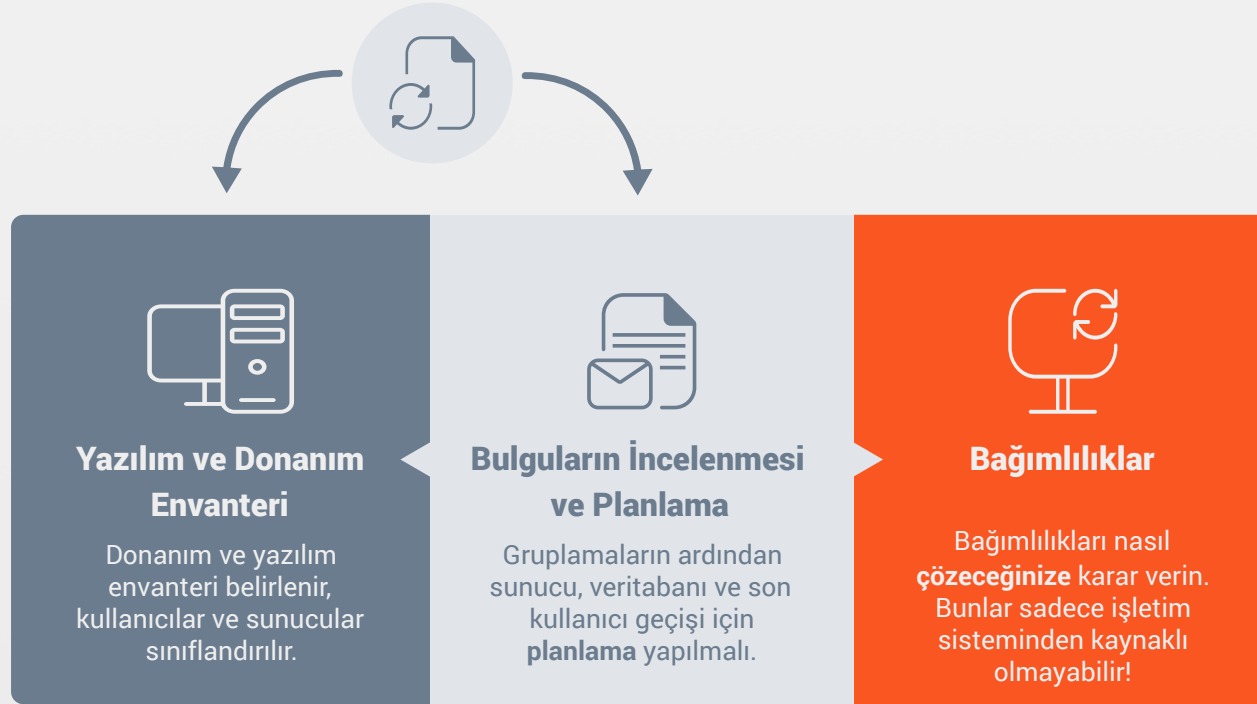 Yazılım ve Donanım
Envanteri
Donanım ve yazılım
envanteri belirlenir,
kullanıcılar ve sunucular
sınıflandırılır.
Bulguların İncelenmesi
ve Planlama
Gruplamaların ardından
sunucu, veritabanı ve son
kullanıcı geçişi için
planlama yapılmalı.
Bağımlılıklar
Bağımlılıkları nasıl
çözeceğinize karar verin.
Bunlar sadece işletim
sisteminden kaynaklı
olmayabilir!